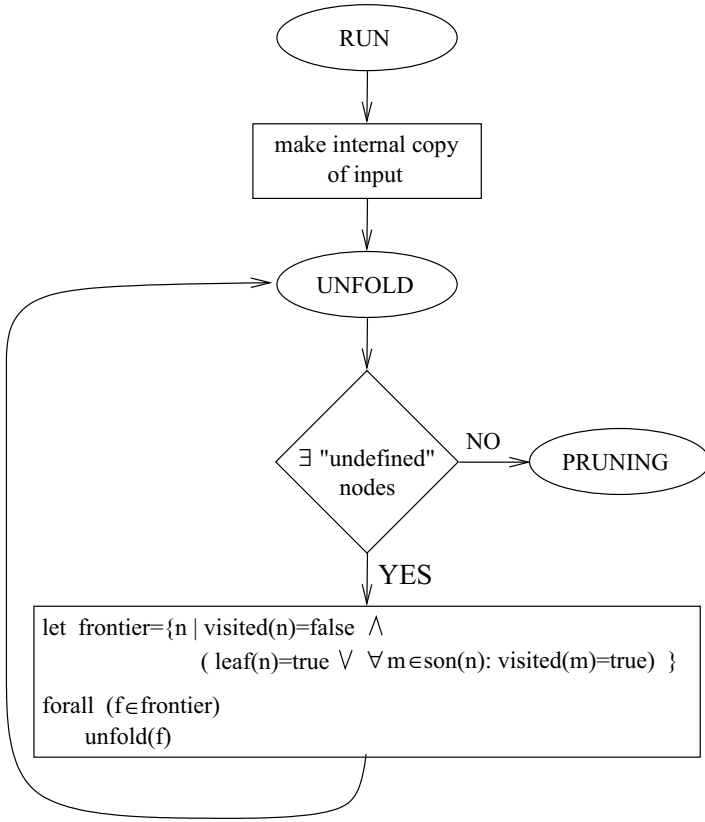 RUN
make internal copy
of input
UNFOLD
∃ "undefined"
nodes
NO
PRUNING
YES
let frontier={n | visited(n)=false ∧
( leaf(n)=true ∨ ∀m∈son(n): visited(m)=true) }
forall (f∈frontier)
unfold(f)